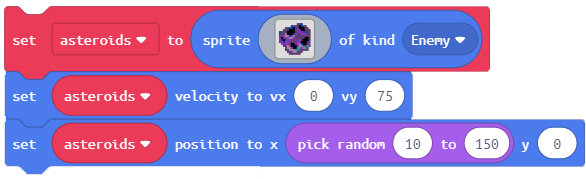 set asteroids to sprite of kind Enemy
set asteroids velocity to vx 0 vy 75
set asteroids position to x pick random 10 to 150 y 0